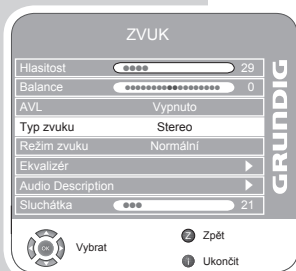 ZVUK
Hlasitost 29
Balance 0
AVL Vypnuto
Typ zvuku Stereo
Režim zvuku Normální
Ekvalizér
Audio Description
Sluchátka 21
GRUNDIG
OK Vybrat
Z Zpět
i Ukončit